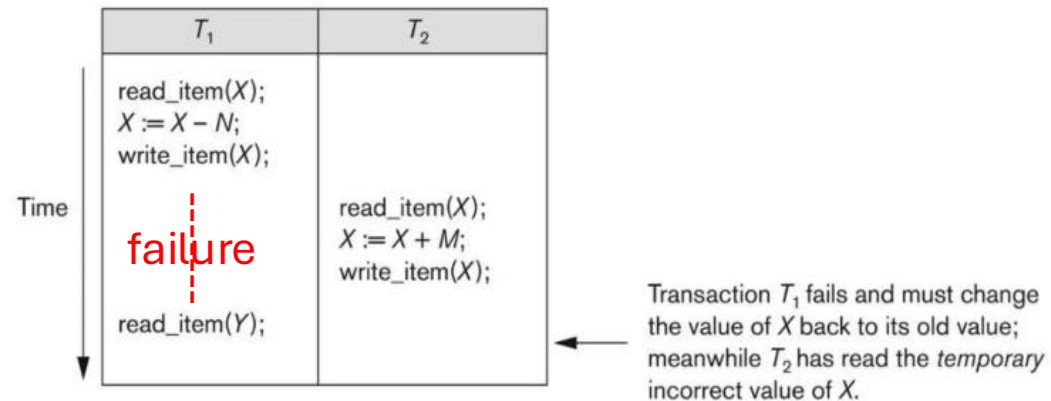 T₁ T₂
read_item(X);
X := X – N;
write_item(X);
Time
failure
read_item(X);
X := X + M;
write_item(X);
read_item(Y);
Transaction T₁ fails and must change
the value of X back to its old value;
meanwhile T₂ has read the temporary
incorrect value of X.